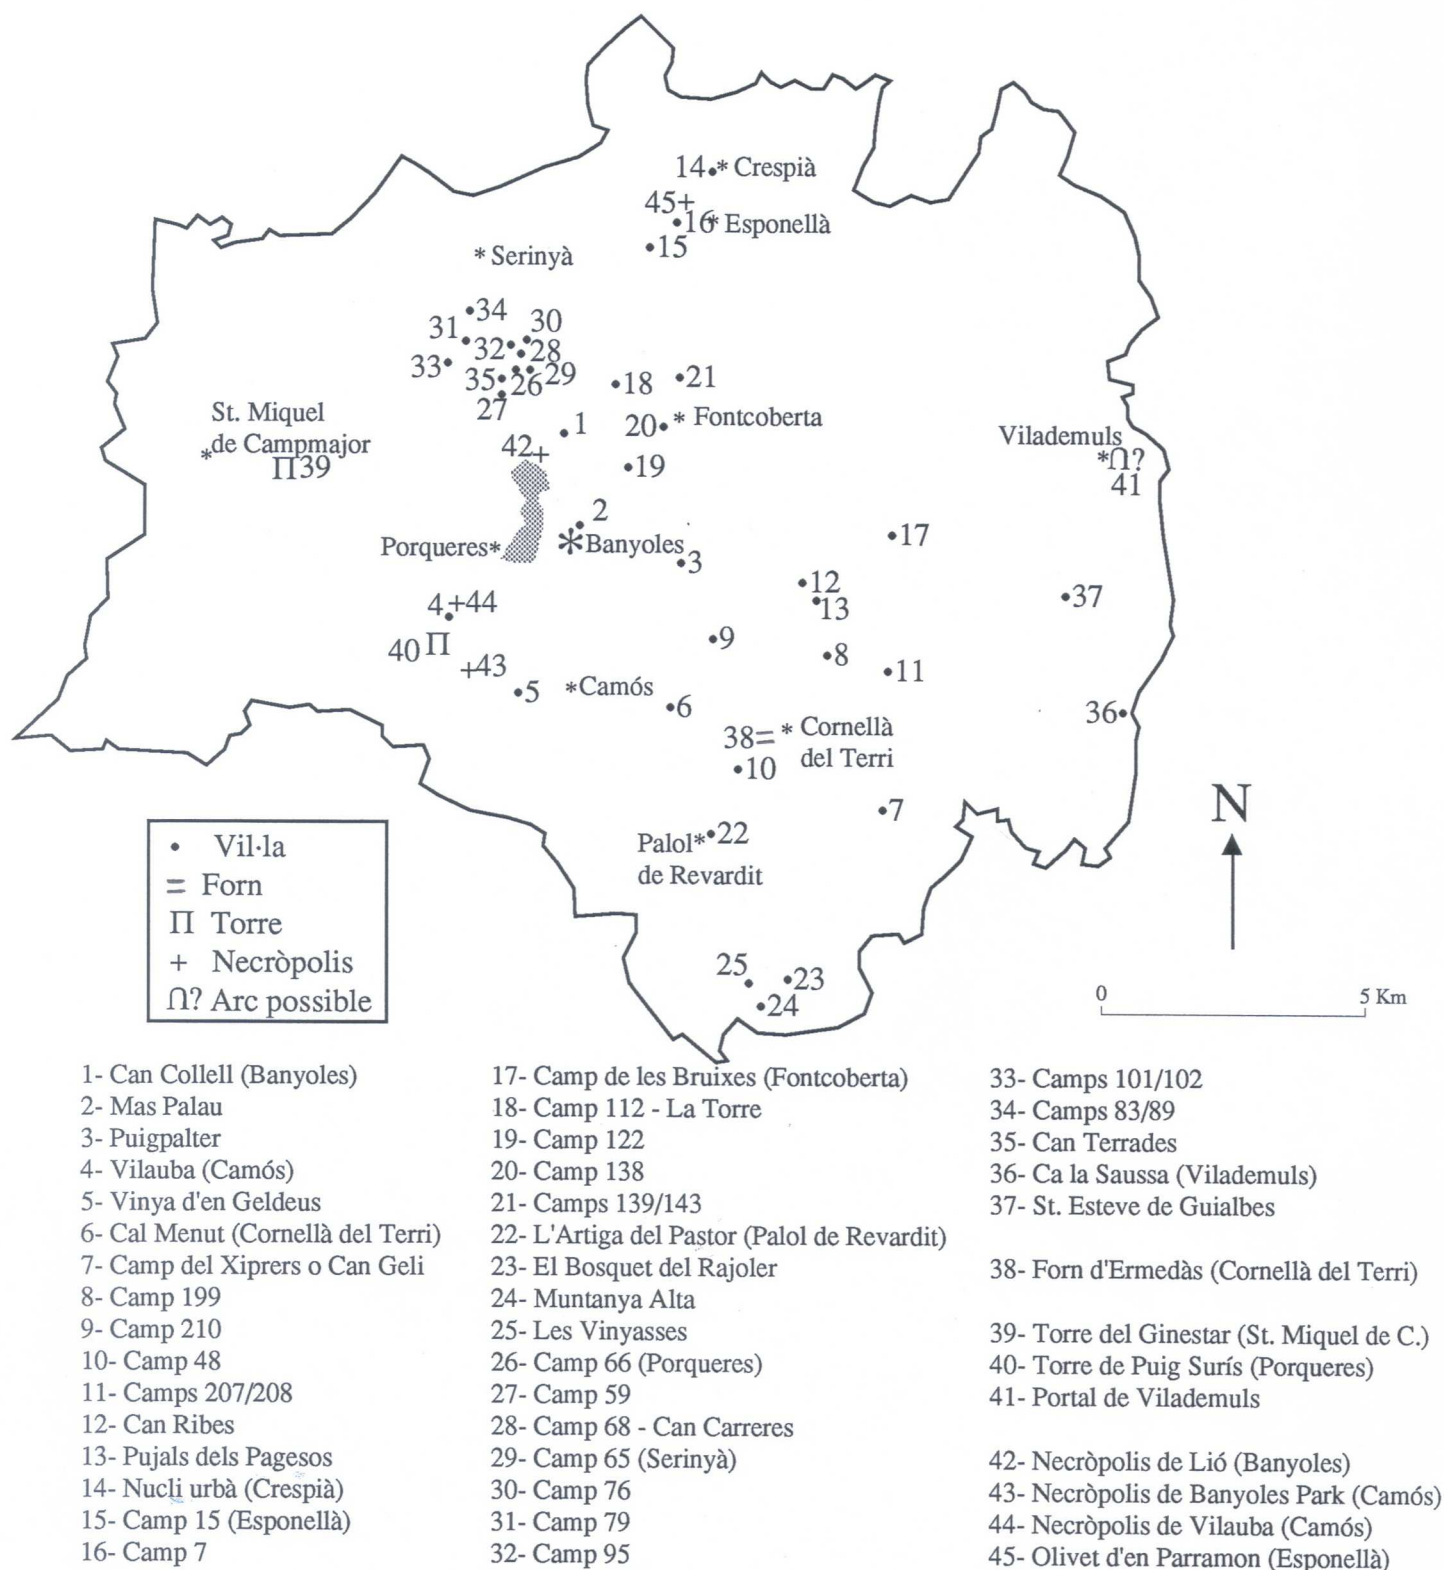 14 * Crespià
45+
16 * Esponellà
15
* Serinyà
34
31
30
32
28
33
35
26
29
27
18
21
St. Miquel
de Campmajor
*
Π39
1
20 * Fontcoberta
42+
19
Vilademuls
*Ո?
41
2
Porqueres*
*Banyoles
3
17
12
13
37
4 +44
40 Π
9
8
+43
11
5
*Camós
6
36
38= * Cornellà
del Terri
10
7
Palol* 22
de Revardit
N
25
23
24
0
5 Km
• Vil·la
= Forn
Π Torre
+ Necròpolis
Ո? Arc possible
1- Can Collell (Banyoles)
2- Mas Palau
3- Puigpalter
4- Vilauba (Camós)
5- Vinya d'en Geldeus
6- Cal Menut (Cornellà del Terri)
7- Camp del Xiprers o Can Geli
8- Camp 199
9- Camp 210
10- Camp 48
11- Camps 207/208
12- Can Ribes
13- Pujals dels Pagesos
14- Nucli urbà (Crespià)
15- Camp 15 (Esponellà)
16- Camp 7
17- Camp de les Bruixes (Fontcoberta)
18- Camp 112 - La Torre
19- Camp 122
20- Camp 138
21- Camps 139/143
22- L'Artiga del Pastor (Palol de Revardit)
23- El Bosquet del Rajoler
24- Muntanya Alta
25- Les Vinyasses
26- Camp 66 (Porqueres)
27- Camp 59
28- Camp 68 - Can Carreres
29- Camp 65 (Serinyà)
30- Camp 76
31- Camp 79
32- Camp 95
33- Camps 101/102
34- Camps 83/89
35- Can Terrades
36- Ca la Saussa (Vilademuls)
37- St. Esteve de Guialbes
38- Forn d'Ermedàs (Cornellà del Terri)
39- Torre del Ginestar (St. Miquel de C.)
40- Torre de Puig Surís (Porqueres)
41- Portal de Vilademuls
42- Necròpolis de Lió (Banyoles)
43- Necròpolis de Banyoles Park (Camós)
44- Necròpolis de Vilauba (Camós)
45- Olivet d'en Parramon (Esponellà)